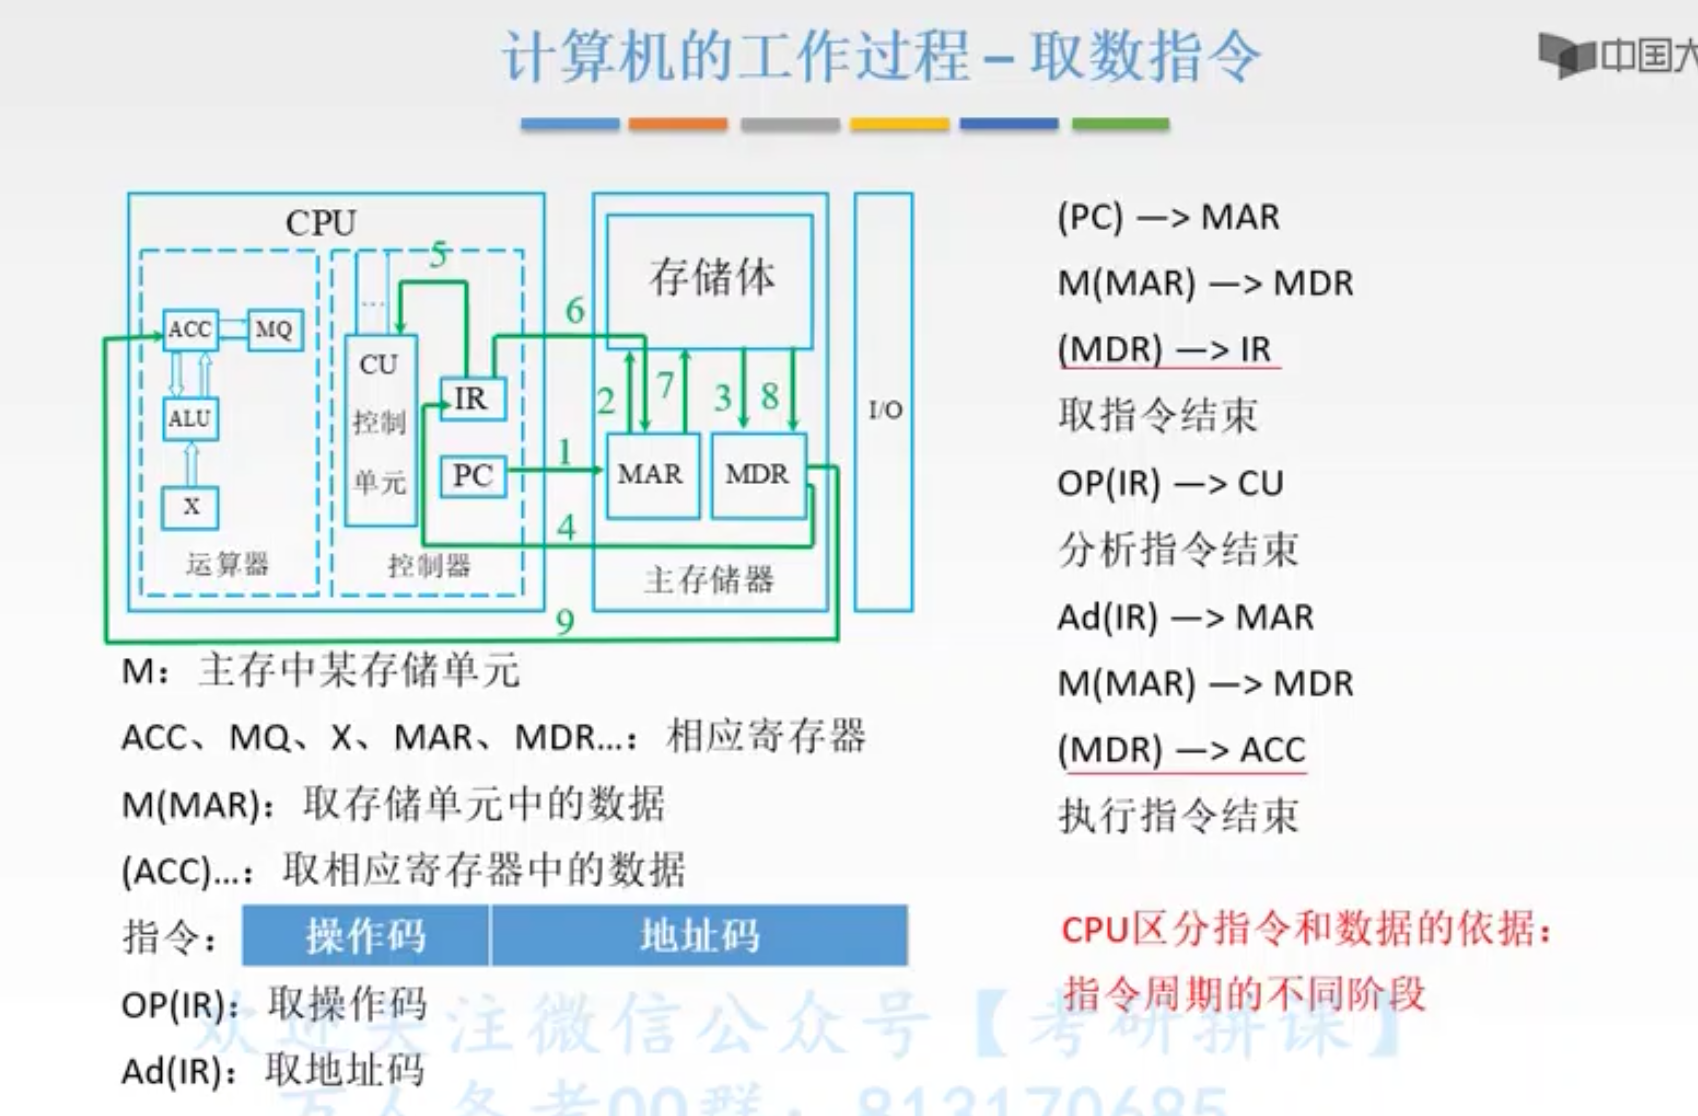 计算机的工作过程 – 取数指令
中国大
CPU
5
ACC
MQ
...
CU
控制
单元
IR
PC
ALU
X
运算器
控制器
6
1
4
9
存储体
2
7
3
8
MAR
MDR
主存储器
I/O
M：主存中某存储单元
ACC、MQ、X、MAR、MDR...：相应寄存器
M(MAR)：取存储单元中的数据
(ACC)...：取相应寄存器中的数据
指令：操作码 地址码
OP(IR)：取操作码
Ad(IR)：取地址码
(PC) —> MAR
M(MAR) —> MDR
(MDR) —> IR
取指令结束
OP(IR) —> CU
分析指令结束
Ad(IR) —> MAR
M(MAR) —> MDR
(MDR) —> ACC
执行指令结束
CPU区分指令和数据的依据：
指令周期的不同阶段
欢迎关注微信公众号【考研拼课】
万人备考QQ群：813170685